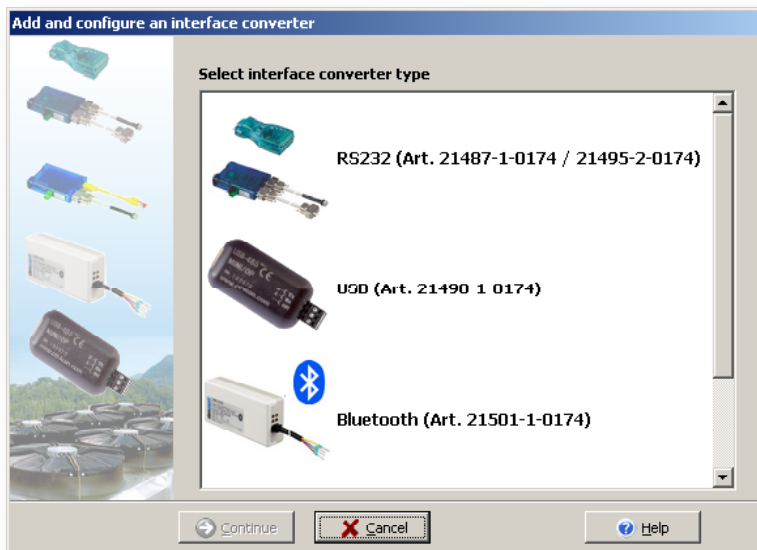 Add and configure an interface converter
Select interface converter type
RS232 (Art. 21487-1-0174 / 21495-2-0174)
USB (Art. 21490-1-0174)
Bluetooth (Art. 21501-1-0174)
Continue
Cancel
Help